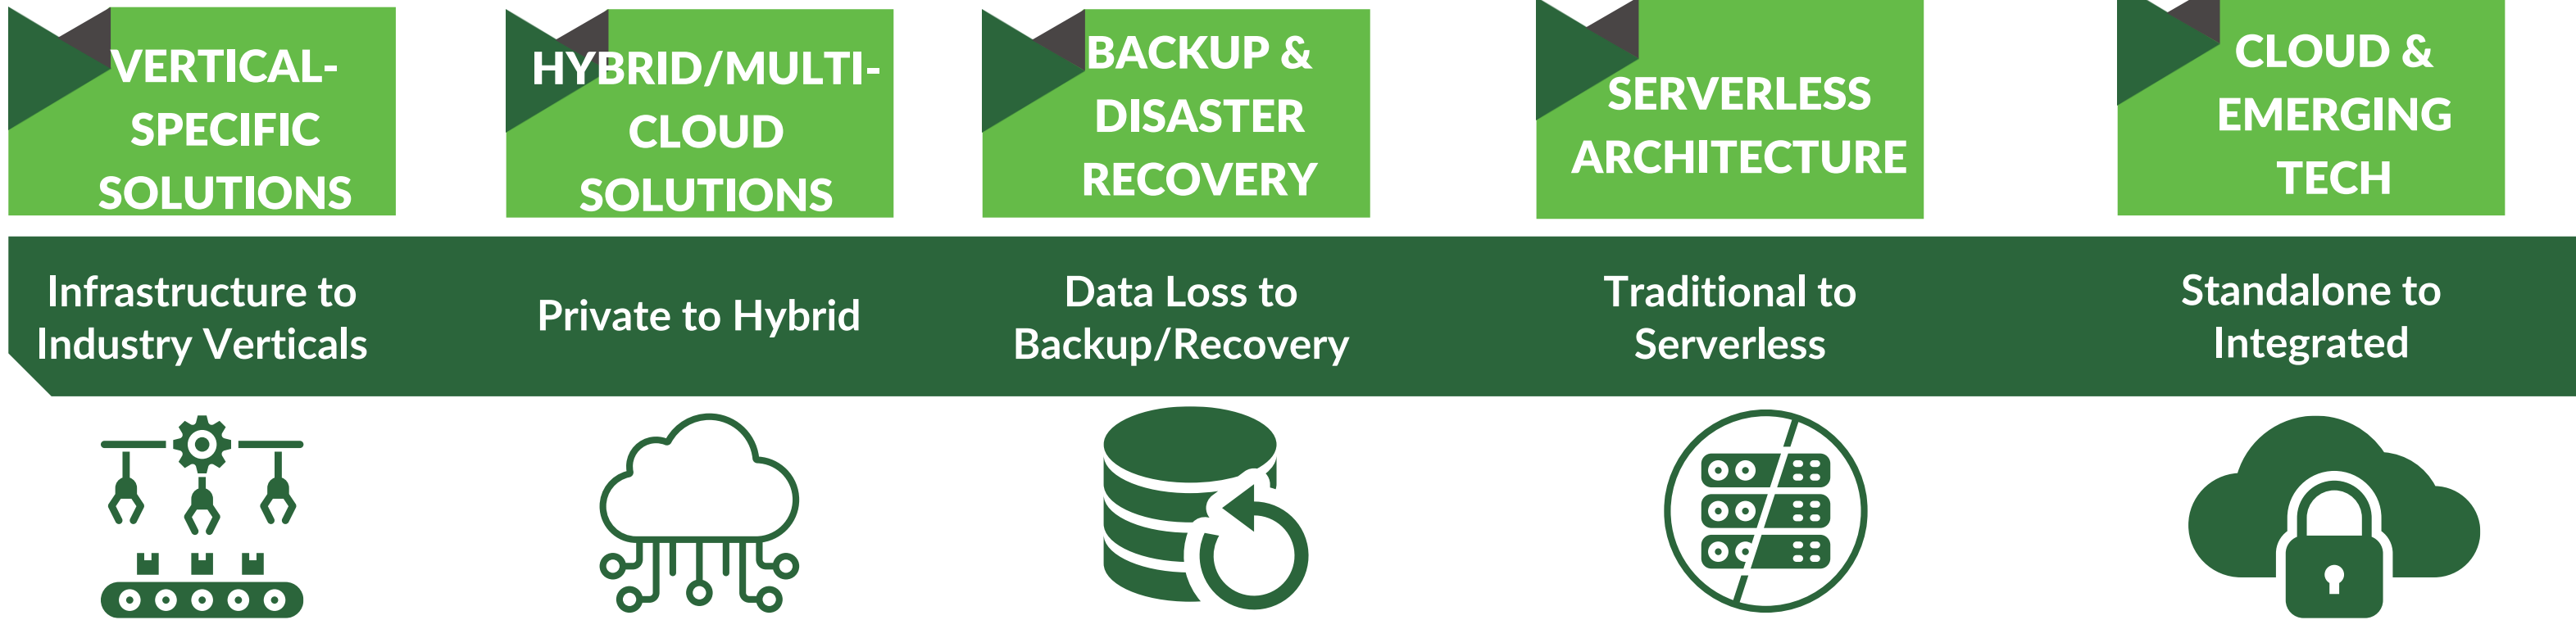 VERTICAL-
SPECIFIC
SOLUTIONS
HYBRID/MULTI-
CLOUD
SOLUTIONS
BACKUP &
DISASTER
RECOVERY
SERVERLESS
ARCHITECTURE
CLOUD &
EMERGING
TECH
Infrastructure to
Industry Verticals
Private to Hybrid
Data Loss to
Backup/Recovery
Traditional to
Serverless
Standalone to
Integrated